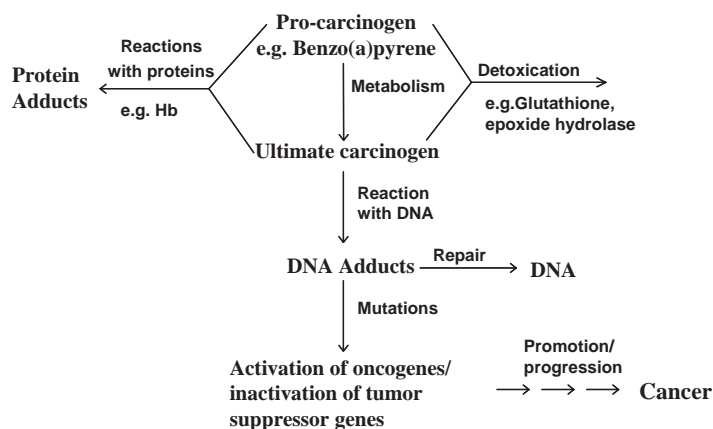 Pro-carcinogen
e.g. Benzo(a)pyrene
Reactions
with proteins
Protein
Adducts
e.g. Hb
Metabolism
Detoxication
e.g.Glutathione,
epoxide hydrolase
Ultimate carcinogen
Reaction
with DNA
DNA Adducts
Repair
DNA
Mutations
Activation of oncogenes/
inactivation of tumor
suppressor genes
Promotion/
progression
Cancer